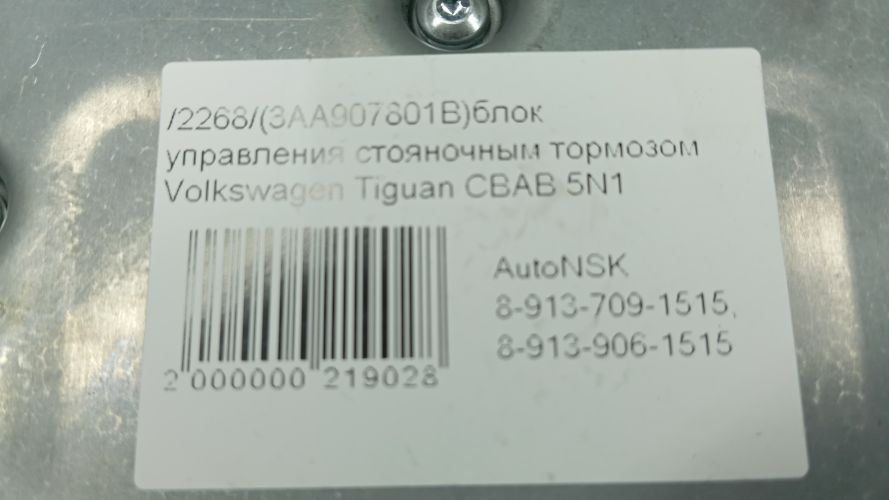 /2268/(3AA907801B)блок
управления стояночным тормозом
Volkswagen Tiguan CBAB 5N1
AutoNSK
8-913-709-1515,
8-913-906-1515
2 000000 219028